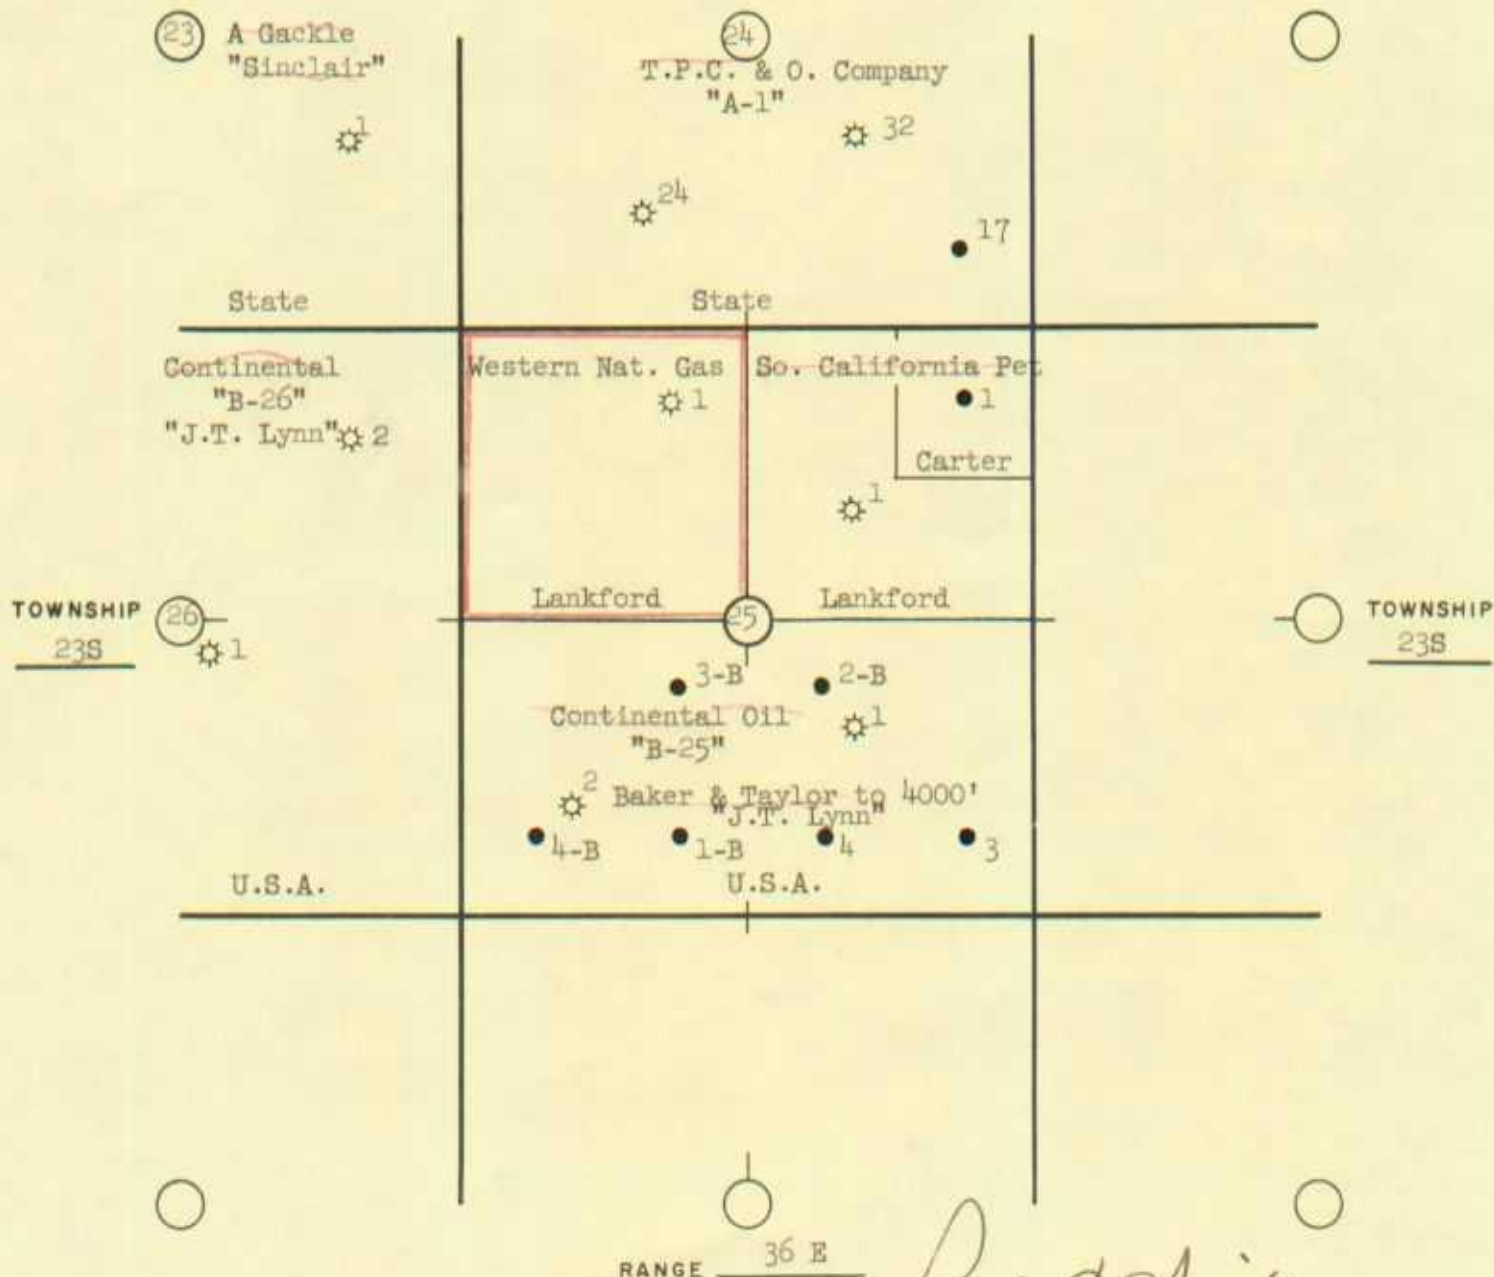 23 A Gackle
"Sinclair"
1
24
T.P.C. & O. Company
"A-1"
32
24
17
State
State
Continental
"B-26"
"J.T. Lynn" 2
Western Nat. Gas
1
So. California Pet
1
Carter
1
Lankford
Lankford
TOWNSHIP
23S
26
1
25
TOWNSHIP
23S
3-B
2-B
Continental Oil
"B-25"
1
2
Baker & Taylor to 4000'
"J.T. Lynn"
4-B
1-B
4
3
U.S.A.
U.S.A.
RANGE 36 E